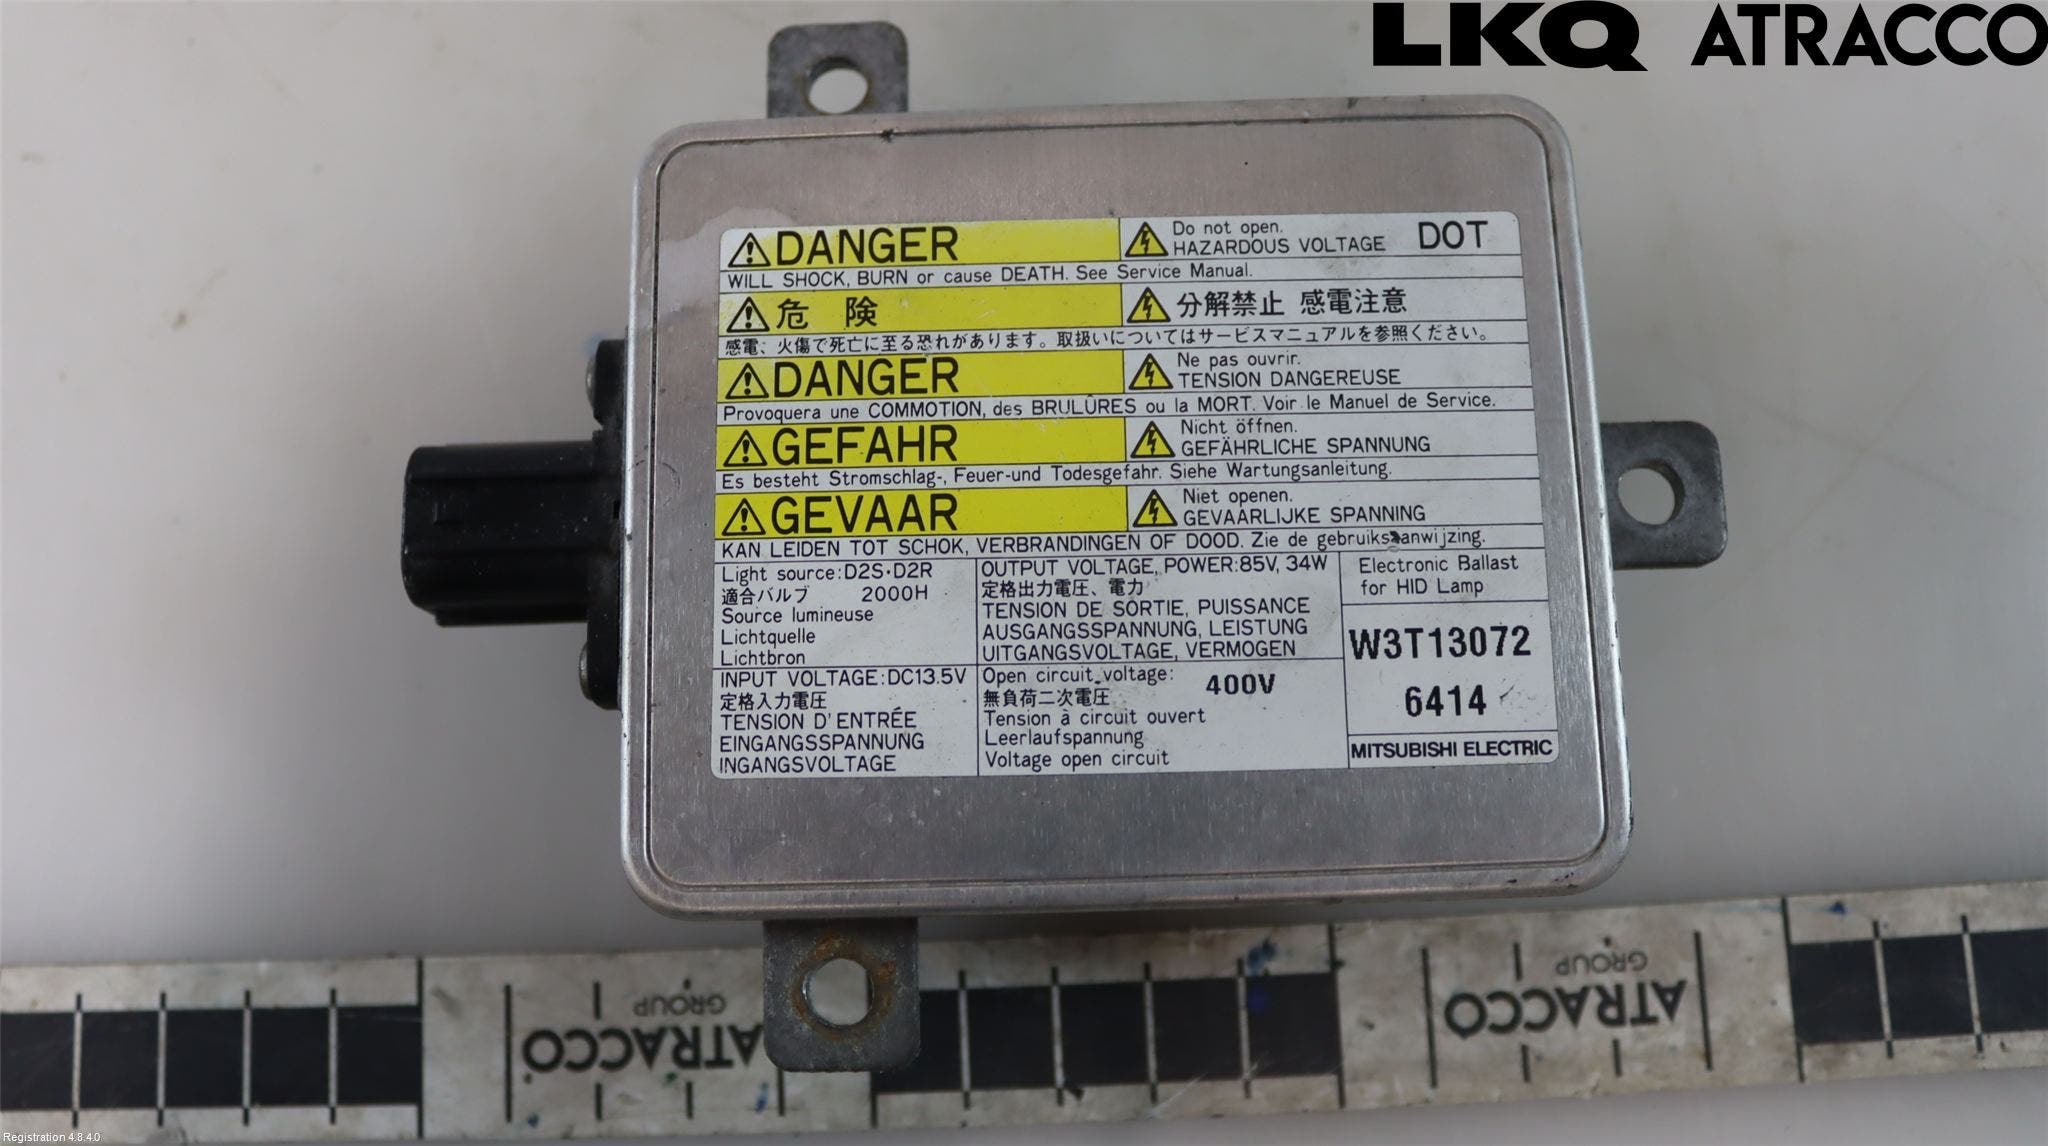 LKQ ATRACCO
DANGER
Do not open.
HAZARDOUS VOLTAGE
DOT
WILL SHOCK, BURN or cause DEATH. See Service Manual.
危 険
分解禁止 感電注意
感電、火傷で死亡に至る恐れがあります。取扱いについてはサービスマニュアルを参照ください。
DANGER
Ne pas ouvrir.
TENSION DANGEREUSE
Provoquera une COMMOTION, des BRULÛRES ou la MORT. Voir le Manuel de Service.
GEFAHR
Nicht öffnen.
GEFÄHRLICHE SPANNUNG
Es besteht Stromschlag-, Feuer-und Todesgefahr. Siehe Wartungsanleitung.
GEVAAR
Niet openen.
GEVAARLIJKE SPANNING
KAN LEIDEN TOT SCHOK, VERBRANDINGEN OF DOOD. Zie de gebruiksaanwijzing.
Light source:D2S·D2R
適合バルブ 2000H
Source lumineuse
Lichtquelle
Lichtbron
OUTPUT VOLTAGE, POWER:85V, 34W
定格出力電圧、電力
TENSION DE SORTIE, PUISSANCE
AUSGANGSSPANNUNG, LEISTUNG
UITGANGSVOLTAGE, VERMOGEN
Electronic Ballast
for HID Lamp
W3T13072
6414
MITSUBISHI ELECTRIC
INPUT VOLTAGE:DC13.5V
定格入力電圧
TENSION D'ENTRÉE
EINGANGSSPANNUNG
INGANGSVOLTAGE
Open circuit voltage:
400V
無負荷二次電圧
Tension à circuit ouvert
Leerlaufspannung
Voltage open circuit
ATRACCO
GROUP
ATRACCO
GROUP
Registration 4.8.4.0